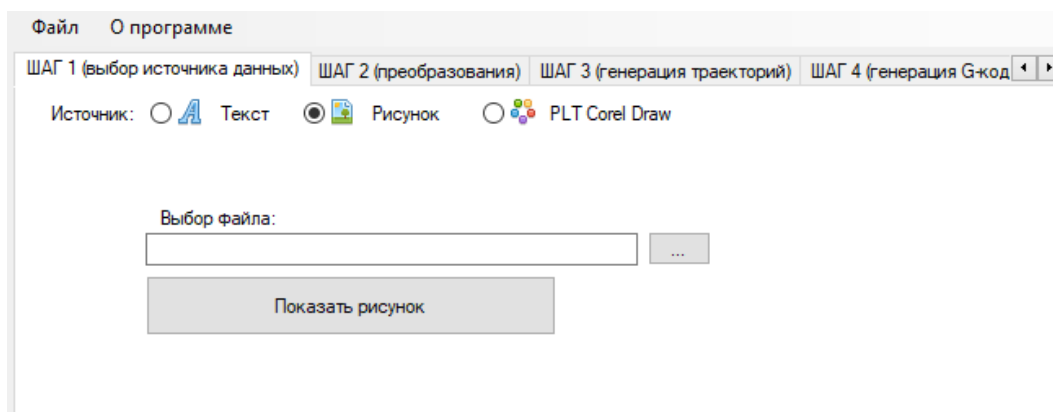 Файл О программе
ШАГ 1 (выбор источника данных) ШАГ 2 (преобразования) ШАГ 3 (генерация траекторий) ШАГ 4 (генерация G-код
Источник: Текст Рисунок PLT Corel Draw
Выбор файла:
...
Показать рисунок